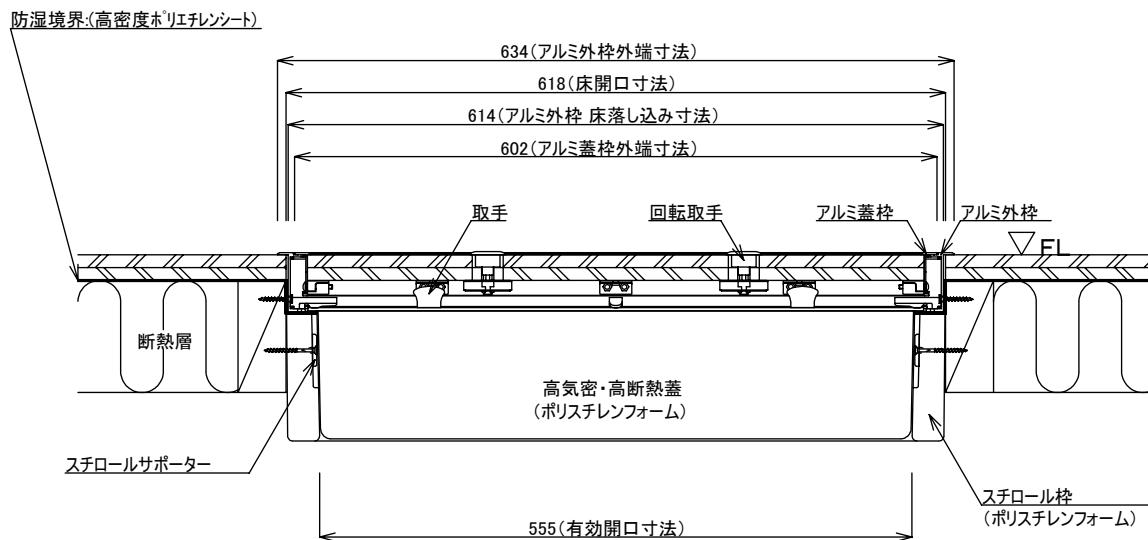 防湿境界:(高密度ﾎﾟﾘｴﾁﾚﾝｼｰﾄ)
634(アルミ外枠外端寸法)
618(床開口寸法)
614(アルミ外枠 床落し込み寸法)
602(アルミ蓋枠外端寸法)
取手
回転取手
アルミ蓋枠
アルミ外枠
FL
断熱層
高気密・高断熱蓋
(ポリスチレンフォーム)
スチロールサポーター
スチロール枠
(ポリスチレンフォーム)
555(有効開口寸法)